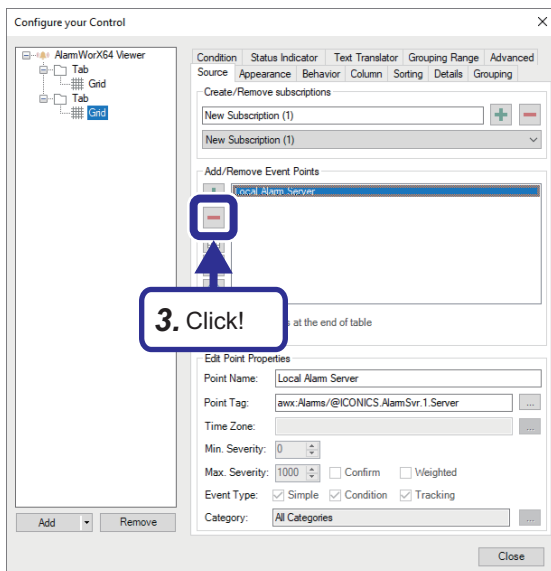 Configure your Control
AlarmWorX64 Viewer
Tab
Grid
Tab
Grid
Condition Status Indicator Text Translator Grouping Range Advanced
Source Appearance Behavior Column Sorting Details Grouping
Create/Remove subscriptions
New Subscription (1)
New Subscription (1)
Add/Remove Event Points
Local Alarm Server
3. Click!
at the end of table
Edit Point Properties
Point Name: Local Alarm Server
Point Tag: awx:Alarms/@ICONICS.AlarmSvr.1.Server ...
Time Zone: ...
Min. Severity: 0
Max. Severity: 1000 Confirm Weighted
Event Type: Simple Condition Tracking
Category: All Categories ...
Add Remove
Close